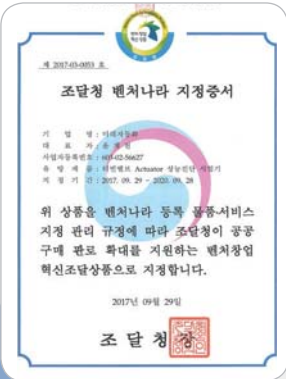 제 2017-03-0053 호
조달청 벤처나라 지정증서
기 업 명 : 미래자동화
대 표 자 :
사업자등록번호 : 603-02-56627
유 망 제 품 : 터빈밸브 Actuator 성능진단 시험기
지 정 기 간 : 2017. 09. 29 ~ 2020. 09. 28
위 상품을 벤처나라 등록 물품·서비스
지정 관리 규정에 따라 조달청이 공공
구매 판로 확대를 지원하는 벤처창업
혁신조달상품으로 지정합니다.
2017년 09월 29일
조 달 청 장